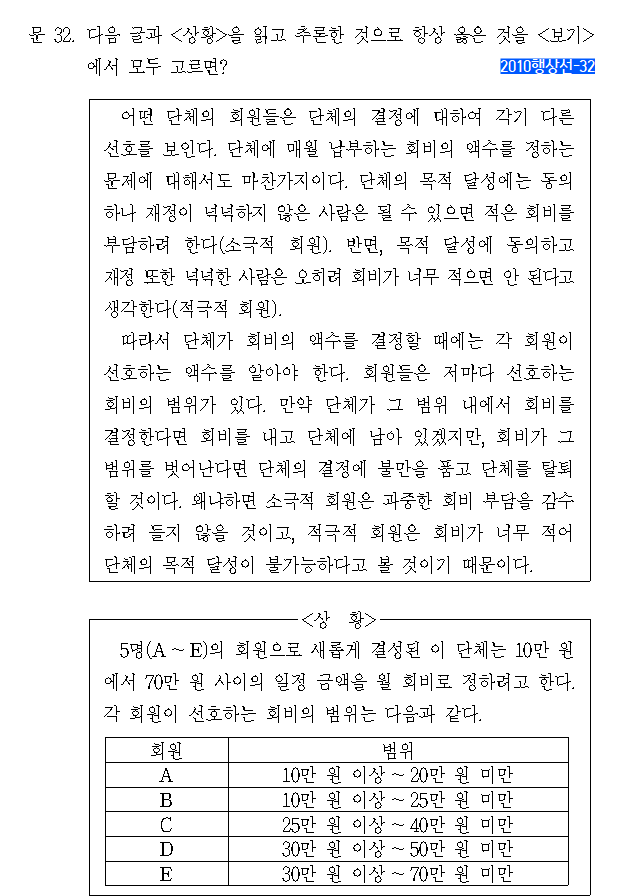 문 32. 다음 글과 <상황>을 읽고 추론한 것으로 항상 옳은 것을 <보기>
에서 모두 고르면?
2010행상선-32
어떤 단체의 회원들은 단체의 결정에 대하여 각기 다른
선호를 보인다. 단체에 매월 납부하는 회비의 액수를 정하는
문제에 대해서도 마찬가지이다. 단체의 목적 달성에는 동의
하나 재정이 넉넉하지 않은 사람은 될 수 있으면 적은 회비를
부담하려 한다(소극적 회원). 반면, 목적 달성에 동의하고
재정 또한 넉넉한 사람은 오히려 회비가 너무 적으면 안 된다고
생각한다(적극적 회원).
따라서 단체가 회비의 액수를 결정할 때에는 각 회원이
선호하는 액수를 알아야 한다. 회원들은 저마다 선호하는
회비의 범위가 있다. 만약 단체가 그 범위 내에서 회비를
결정한다면 회비를 내고 단체에 남아 있겠지만, 회비가 그
범위를 벗어난다면 단체의 결정에 불만을 품고 단체를 탈퇴
할 것이다. 왜냐하면 소극적 회원은 과중한 회비 부담을 감수
하려 들지 않을 것이고, 적극적 회원은 회비가 너무 적어
단체의 목적 달성이 불가능하다고 볼 것이기 때문이다.
<상 황>
5명(A ~ E)의 회원으로 새롭게 결성된 이 단체는 10만 원
에서 70만 원 사이의 일정 금액을 월 회비로 정하려고 한다.
각 회원이 선호하는 회비의 범위는 다음과 같다.
회원 범위
A 10만 원 이상 ~ 20만 원 미만
B 10만 원 이상 ~ 25만 원 미만
C 25만 원 이상 ~ 40만 원 미만
D 30만 원 이상 ~ 50만 원 미만
E 30만 원 이상 ~ 70만 원 미만